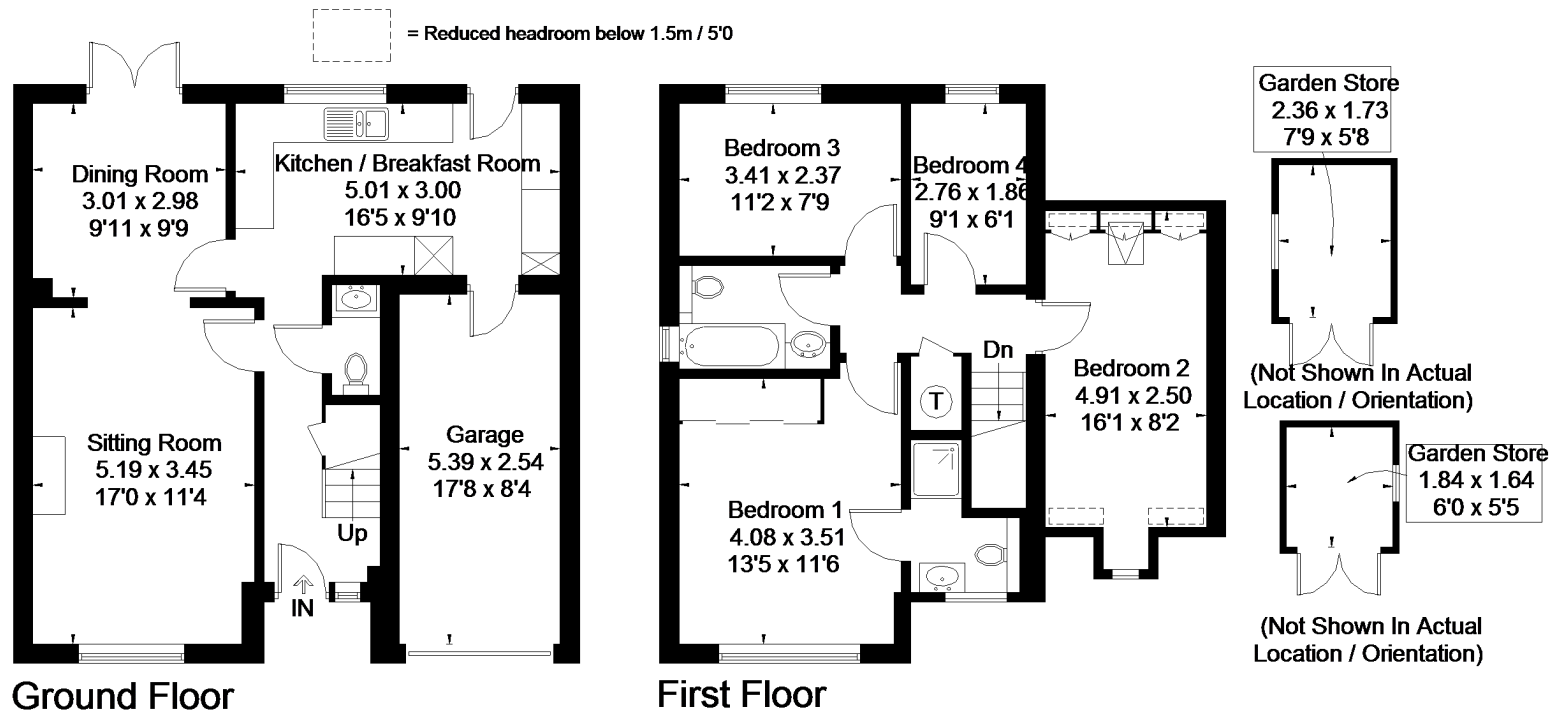 = Reduced headroom below 1.5m / 5'0
Dining Room
3.01 x 2.98
9'11 x 9'9
Kitchen / Breakfast Room
5.01 x 3.00
16'5 x 9'10
Sitting Room
5.19 x 3.45
17'0 x 11'4
Garage
5.39 x 2.54
17'8 x 8'4
Up
IN
Ground Floor
Bedroom 3
3.41 x 2.37
11'2 x 7'9
Bedroom 4
2.76 x 1.86
9'1 x 6'1
Dn
T
Bedroom 2
4.91 x 2.50
16'1 x 8'2
Bedroom 1
4.08 x 3.51
13'5 x 11'6
First Floor
Garden Store
2.36 x 1.73
7'9 x 5'8
(Not Shown In Actual
Location / Orientation)
Garden Store
1.84 x 1.64
6'0 x 5'5
(Not Shown In Actual
Location / Orientation)